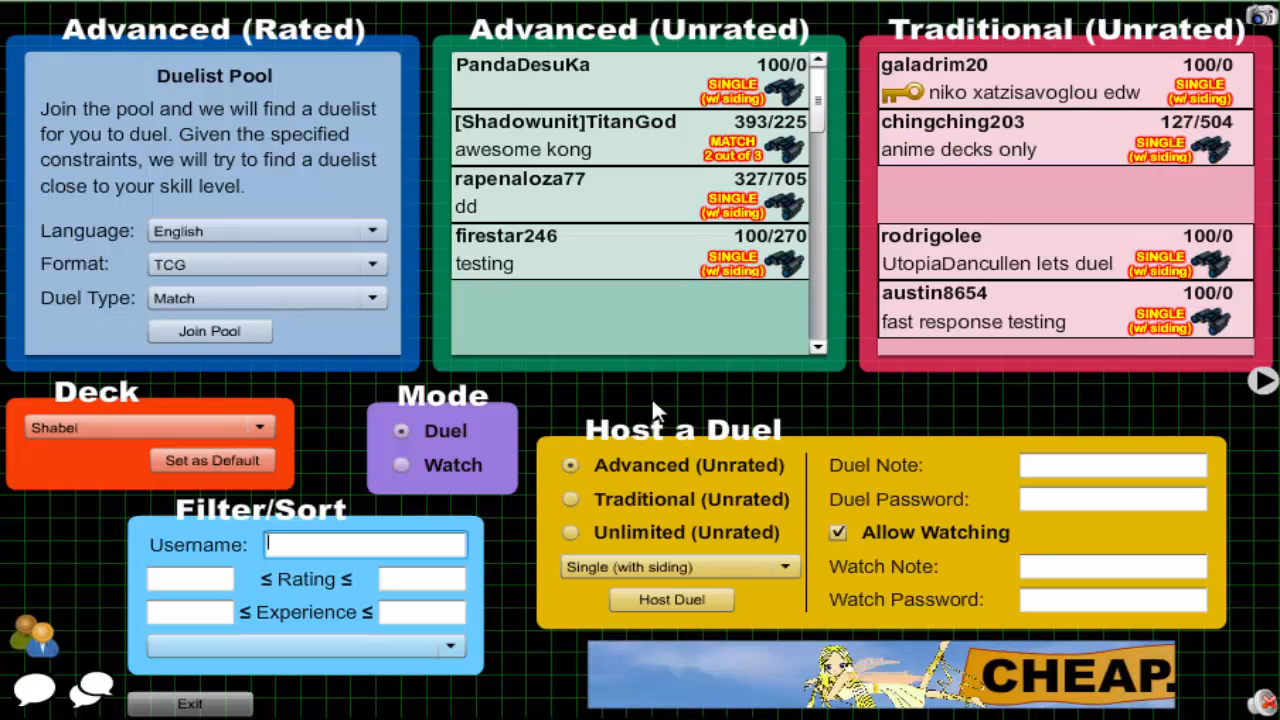 Advanced (Rated)
Duelist Pool
Join the pool and we will find a duelist
for you to duel. Given the specified
constraints, we will try to find a duelist
close to your skill level.
Language: English
Format: TCG
Duel Type: Match
Join Pool
Advanced (Unrated)
PandaDesuKa 100/0
SINGLE
(w/ siding)
[Shadowunit]TitanGod 393/225
awesome kong MATCH
2 out of 3
rapenaloza77 327/705
dd SINGLE
(w/ siding)
firestar246 100/270
testing SINGLE
(w/ siding)
Traditional (Unrated)
galadrim20 100/0
niko xatzisavoglou edw SINGLE
(w/ siding)
chingching203 127/504
anime decks only SINGLE
(w/ siding)
rodrigolee 100/0
UtopiaDancullen lets duel SINGLE
(w/ siding)
austin8654 100/0
fast response testing SINGLE
(w/ siding)
Deck
Shabel
Set as Default
Mode
Duel
Watch
Filter/Sort
Username:
≤ Rating ≤
≤ Experience ≤
Exit
Host a Duel
Advanced (Unrated)
Traditional (Unrated)
Unlimited (Unrated)
Single (with siding)
Host Duel
Duel Note:
Duel Password:
Allow Watching
Watch Note:
Watch Password:
CHEAP.